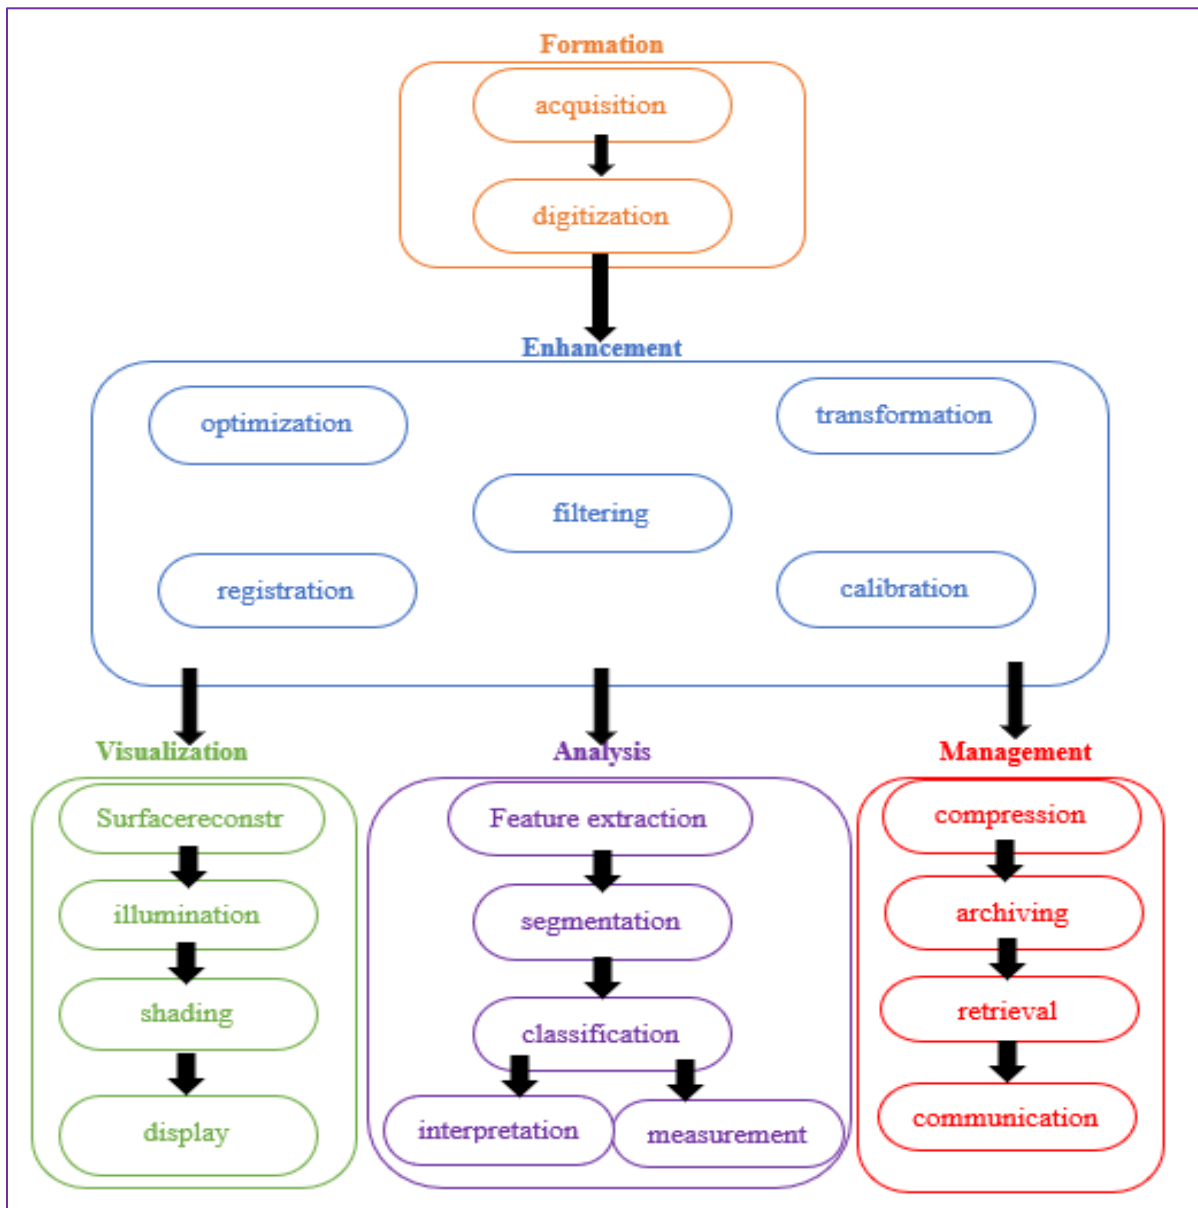 Formation
acquisition
digitization
Enhancement
optimization
transformation
filtering
registration
calibration
Visualization
Surfacereconstr
illumination
shading
display
Analysis
Feature extraction
segmentation
classification
interpretation
measurement
Management
compression
archiving
retrieval
communication